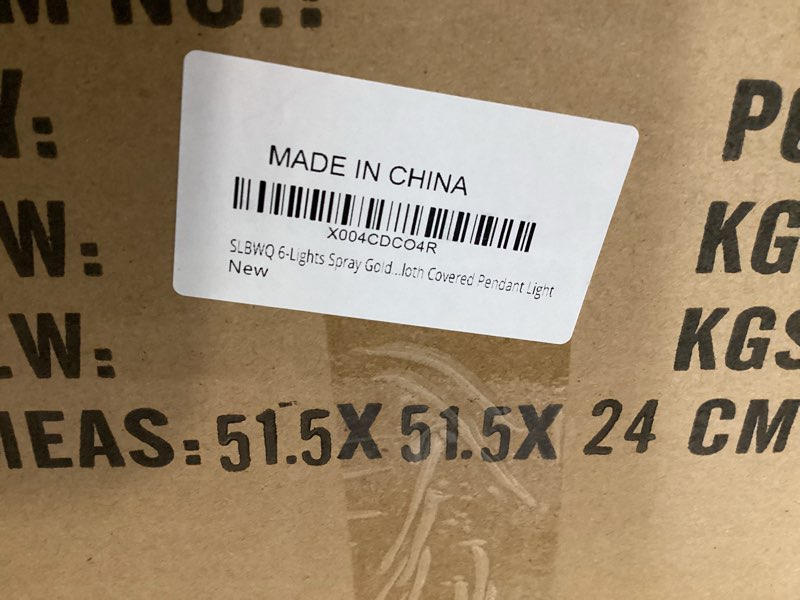 M NO.:
Y:
MADE IN CHINA
X004CDCO4R
SLBWQ 6-Lights Spray Gold...loth Covered Pendant Light
New
W: KG
.W: KGS
MEAS: 51.5X 51.5X 24 CM